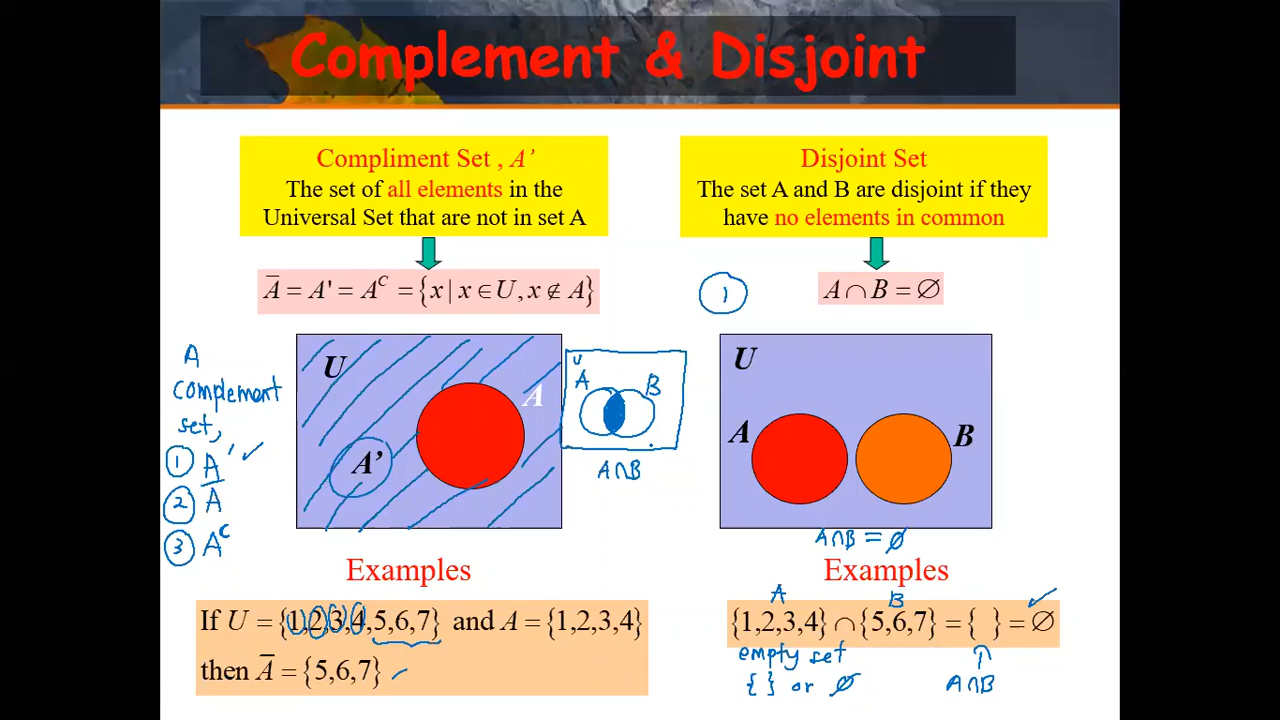 Complement & Disjoint
Compliment Set , A’
The set of all elements in the
Universal Set that are not in set A
A̅ = A' = Aᶜ = {x | x ∈ U, x ∉ A}
A
complement
set,
① A' ✓
② A̅
③ Aᶜ
U
A
A’
U
A
B
A∩B
Examples
If U = {1,2,3,4,5,6,7} and A = {1,2,3,4}
then A̅ = {5,6,7}
Disjoint Set
The set A and B are disjoint if they
have no elements in common
①
A ∩ B = ∅
U
A
B
A∩B = ∅
Examples
A
B
{1,2,3,4} ∩ {5,6,7} = { } = ∅ ✓
empty set
{ } or ∅
↑
A∩B